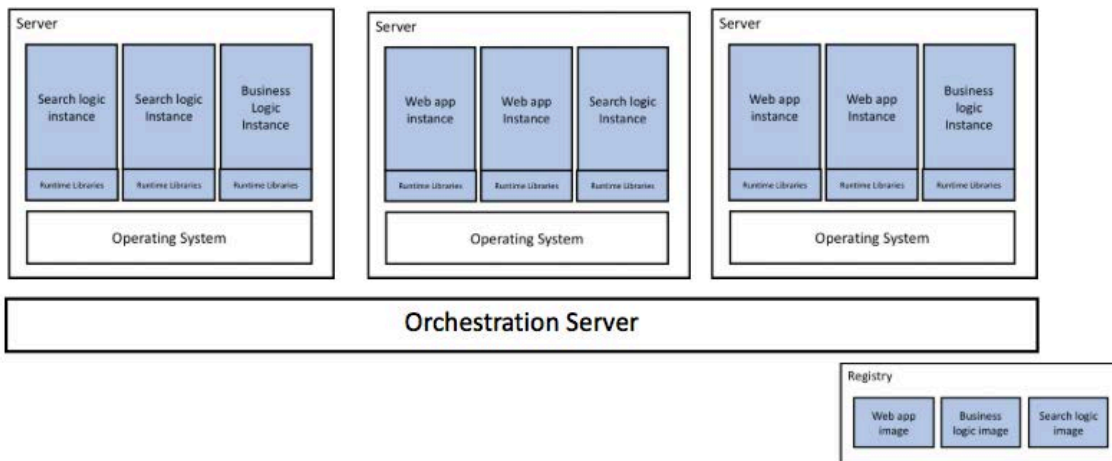 Server
Search logic
instance
Search logic
Instance
Business
Logic
Instance
Runtime Libraries
Runtime Libraries
Runtime Libraries
Operating System
Server
Web app
instance
Web app
Instance
Search logic
Instance
Runtime Libraries
Runtime Libraries
Runtime Libraries
Operating System
Server
Web app
instance
Web app
Instance
Business
logic
Instance
Runtime Libraries
Runtime Libraries
Runtime Libraries
Operating System
Orchestration Server
Registry
Web app
image
Business
logic image
Search logic
image